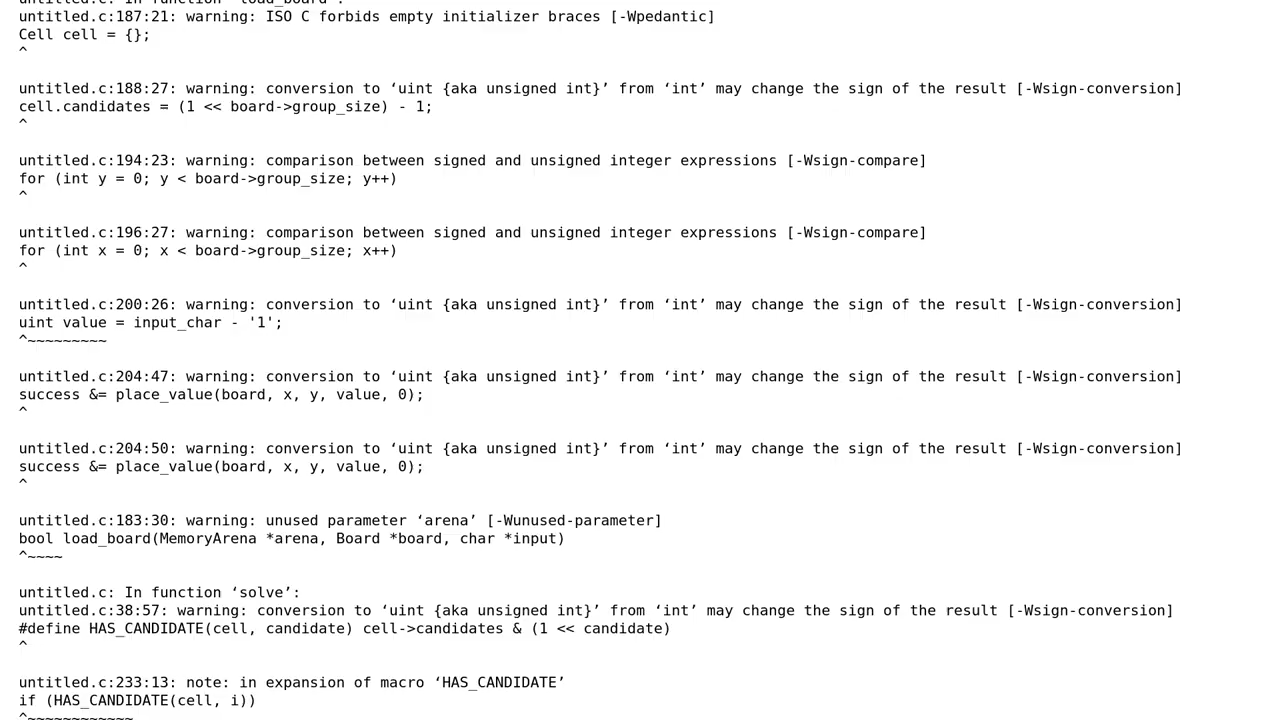 untitled.c: In function ‘load_board’:
untitled.c:187:21: warning: ISO C forbids empty initializer braces [-Wpedantic]
Cell cell = {};
^
untitled.c:188:27: warning: conversion to ‘uint {aka unsigned int}’ from ‘int’ may change the sign of the result [-Wsign-conversion]
cell.candidates = (1 << board->group_size) - 1;
^
untitled.c:194:23: warning: comparison between signed and unsigned integer expressions [-Wsign-compare]
for (int y = 0; y < board->group_size; y++)
^
untitled.c:196:27: warning: comparison between signed and unsigned integer expressions [-Wsign-compare]
for (int x = 0; x < board->group_size; x++)
^
untitled.c:200:26: warning: conversion to ‘uint {aka unsigned int}’ from ‘int’ may change the sign of the result [-Wsign-conversion]
uint value = input_char - '1';
^~~~~~~~~~
untitled.c:204:47: warning: conversion to ‘uint {aka unsigned int}’ from ‘int’ may change the sign of the result [-Wsign-conversion]
success &= place_value(board, x, y, value, 0);
^
untitled.c:204:50: warning: conversion to ‘uint {aka unsigned int}’ from ‘int’ may change the sign of the result [-Wsign-conversion]
success &= place_value(board, x, y, value, 0);
^
untitled.c:183:30: warning: unused parameter ‘arena’ [-Wunused-parameter]
bool load_board(MemoryArena *arena, Board *board, char *input)
^~~~~
untitled.c: In function ‘solve’:
untitled.c:38:57: warning: conversion to ‘uint {aka unsigned int}’ from ‘int’ may change the sign of the result [-Wsign-conversion]
#define HAS_CANDIDATE(cell, candidate) cell->candidates & (1 << candidate)
^
untitled.c:233:13: note: in expansion of macro ‘HAS_CANDIDATE’
if (HAS_CANDIDATE(cell, i))
^~~~~~~~~~~~~